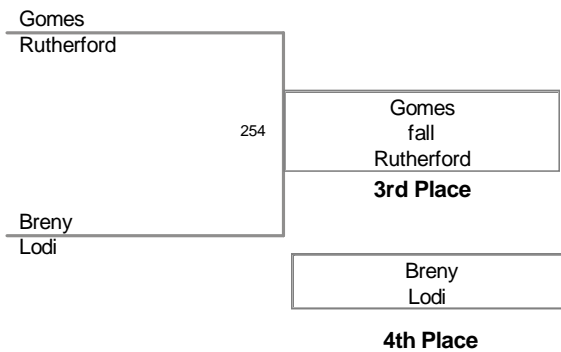 Gomes
Rutherford
254
Gomes
fall
Rutherford
3rd Place
Breny
Lodi
Breny
Lodi
4th Place